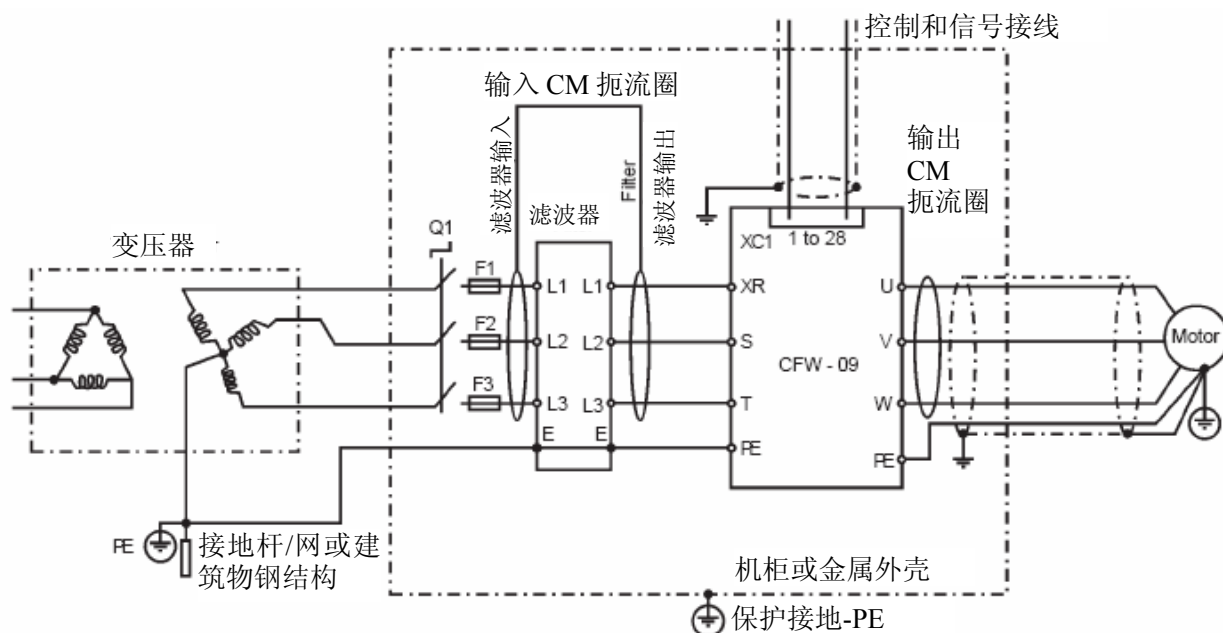 控制和信号接线
输入 CM 扼流圈
输出
CM
扼流圈
滤波器输入
Filter
滤波器输出
滤波器
变压器
Q1
XC1
1 to 28
F1
L1
L1
XR
U
F2
L2
L2
S
V
Motor
CFW - 09
F3
L3
L3
T
W
E
E
PE
PE
PE
接地杆/网或建
筑物钢结构
机柜或金属外壳
保护接地-PE